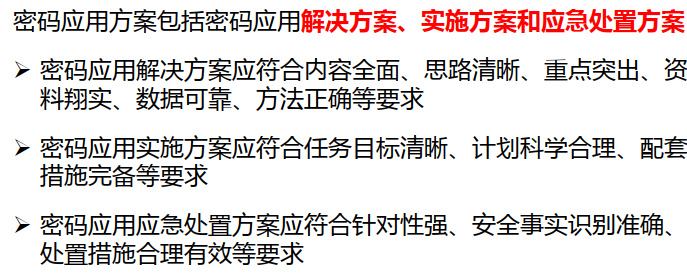 密码应用方案包括密码应用解决方案、实施方案和应急处置方案
➢ 密码应用解决方案应符合内容全面、思路清晰、重点突出、资
料翔实、数据可靠、方法正确等要求
➢ 密码应用实施方案应符合任务目标清晰、计划科学合理、配套
措施完备等要求
➢ 密码应用应急处置方案应符合针对性强、安全事实识别准确、
处置措施合理有效等要求